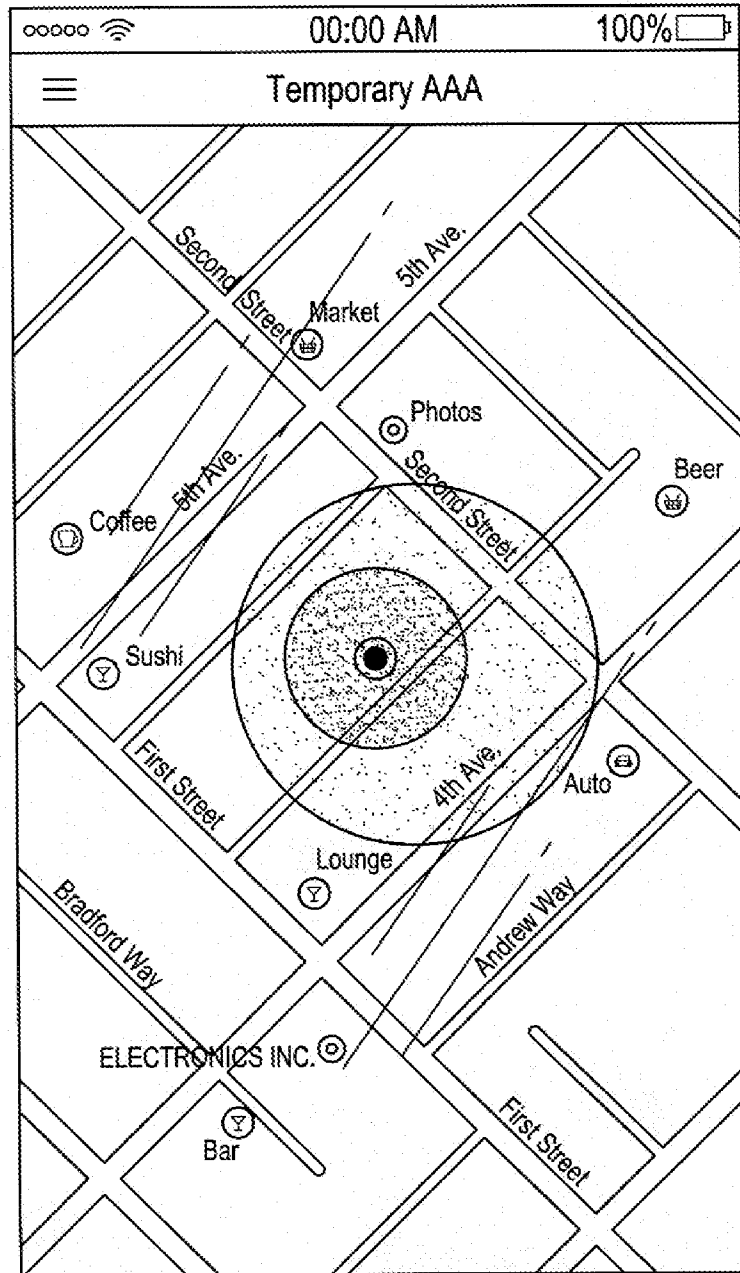 00:00 AM
100%
Temporary AAA
Second Street
5th Ave.
Market
Photos
Second Street
Beer
5th Ave.
Coffee
Sushi
First Street
4th Ave.
Auto
Lounge
Bradford Way
Andrew Way
ELECTRONICS INC.
Bar
First Street